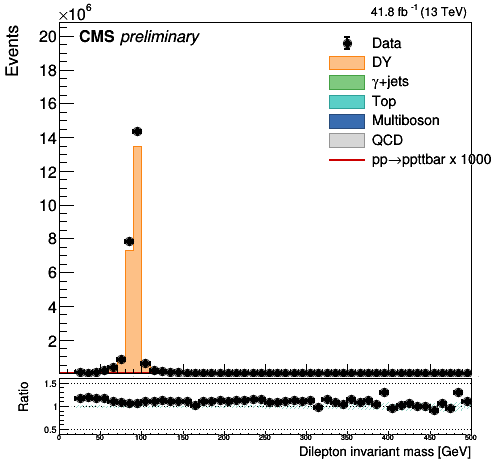 ×10⁶
41.8 fb⁻¹ (13 TeV)
Events
CMS preliminary
Data
DY
γ+jets
Top
Multiboson
QCD
pp→ppttbar x 1000
20
18
16
14
12
10
8
6
4
2
Ratio
1.5
1
0.5
0 50 100 150 200 250 300 350 400 450 500
Dilepton invariant mass [GeV]